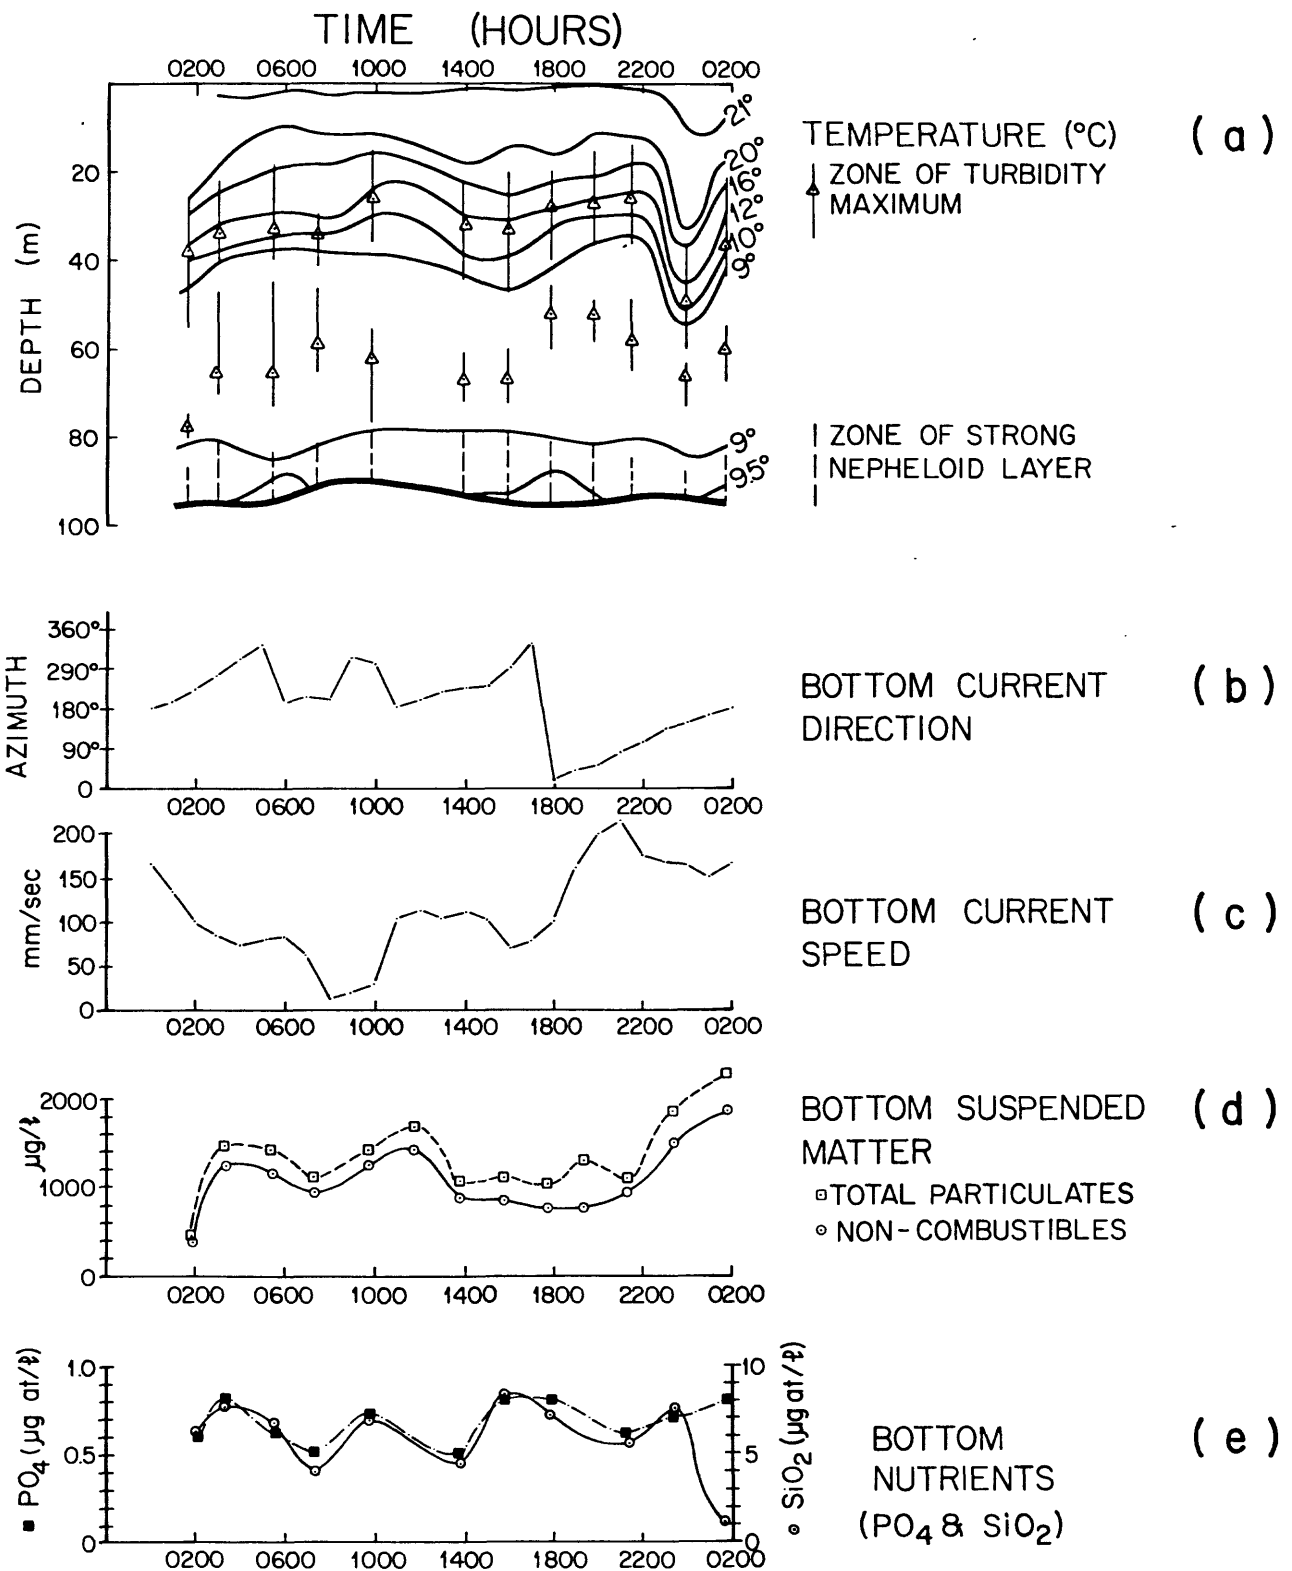 TIME (HOURS)
0200 0600 1000 1400 1800 2200 0200
DEPTH (m)
20
40
60
80
100
21°
20°
16°
12°
10°
9°
9°
9.5°
TEMPERATURE (°C)
ZONE OF TURBIDITY
MAXIMUM
(a)
ZONE OF STRONG
NEPHELOID LAYER
AZIMUTH
360°
290°
180°
90°
0
0200 0600 1000 1400 1800 2200 0200
BOTTOM CURRENT
DIRECTION
(b)
mm/sec
200
150
100
50
0
0200 0600 1000 1400 1800 2200 0200
BOTTOM CURRENT
SPEED
(c)
µg/ℓ
2000
1000
0
0200 0600 1000 1400 1800 2200 0200
BOTTOM SUSPENDED
MATTER
TOTAL PARTICULATES
NON-COMBUSTIBLES
(d)
PO4 (µg at/ℓ)
1.0
0.5
0
10
5
0
SiO2 (µg at/ℓ)
0200 0600 1000 1400 1800 2200 0200
BOTTOM
NUTRIENTS
(PO4 & SiO2)
(e)